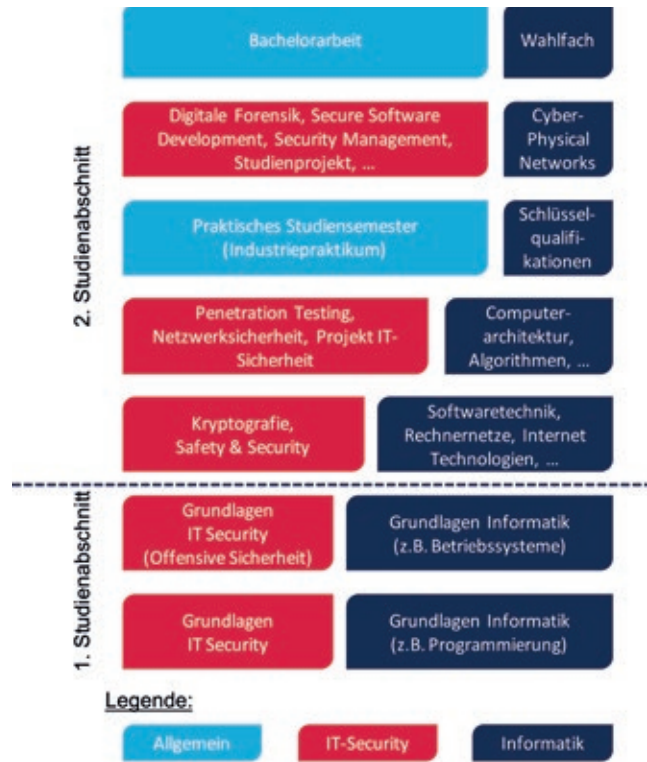 Bachelorarbeit
Wahlfach
Digitale Forensik, Secure Software
Development, Security Management,
Studienprojekt, ...
Cyber-
Physical
Networks
Praktisches Studiensemester
(Industriepraktikum)
Schlüssel-
qualifi-
kationen
Penetration Testing,
Netzwerksicherheit, Projekt IT-
Sicherheit
Computer-
architektur,
Algorithmen, ...
Kryptografie,
Safety & Security
Softwaretechnik,
Rechnernetze, Internet
Technologien, ...
2. Studienabschnitt
Grundlagen
IT Security
(Offensive Sicherheit)
Grundlagen Informatik
(z.B. Betriebssysteme)
Grundlagen
IT Security
Grundlagen Informatik
(z.B. Programmierung)
1. Studienabschnitt
Legende:
Allgemein
IT-Security
Informatik